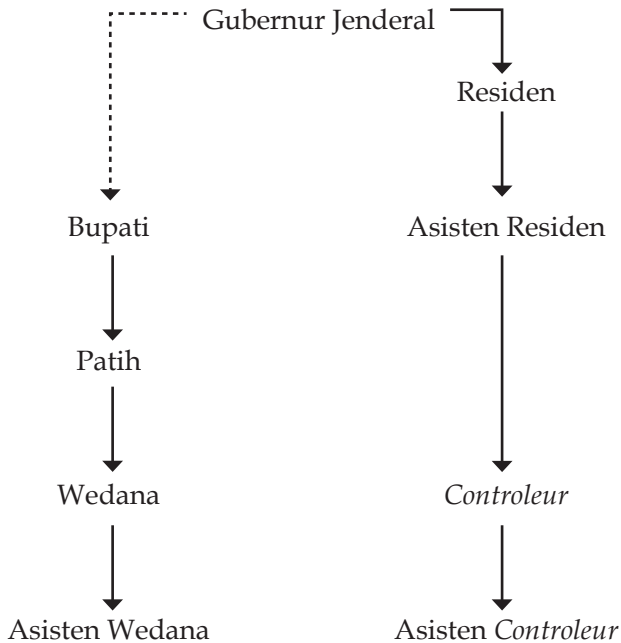 Gubernur Jenderal
Residen
Bupati
Asisten Residen
Patih
Wedana
Controleur
Asisten Wedana
Asisten Controleur